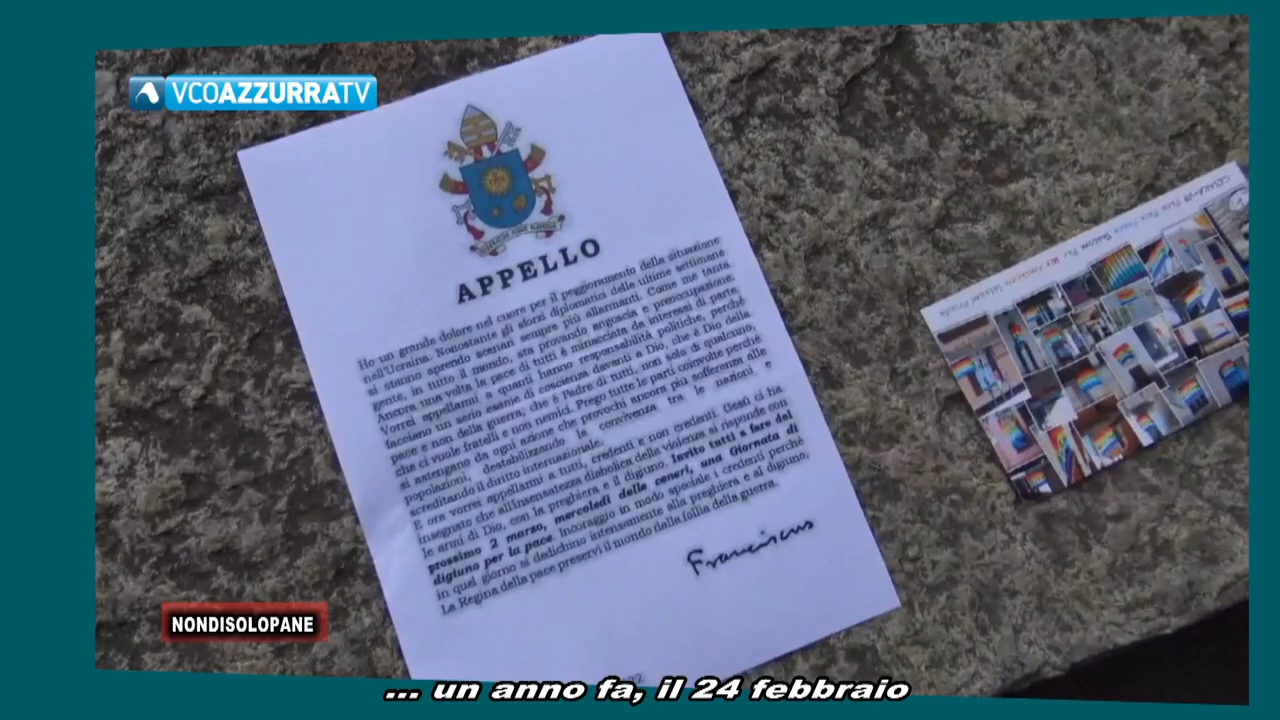 VCOAZZURRATV
APPELLO
Ho un grande dolore nel cuore per il peggioramento della situazione
nell'Ucraina. Nonostante gli sforzi diplomatici delle ultime settimane
si stanno aprendo scenari sempre più allarmanti. Come me tanta
gente, in tutto il mondo, sta provando angoscia e preoccupazione.
Ancora una volta la pace di tutti è minacciata da interessi di parte.
Vorrei appellarmi a quanti hanno responsabilità politiche, perché
facciano un serio esame di coscienza davanti a Dio, che è Dio della
pace e non della guerra; che è Padre di tutti, non solo di qualcuno,
che ci vuole fratelli e non nemici. Prego tutte le parti coinvolte perché
si astengano da ogni azione che provochi ancora più sofferenza alle
popolazioni, destabilizzando la convivenza tra le nazioni e
screditando il diritto internazionale.
E ora vorrei appellarmi a tutti, credenti e non credenti. Gesù ci ha
insegnato che all'insensatezza diabolica della violenza si risponde con
le armi di Dio, con la preghiera e il digiuno. Invito tutti a fare del
prossimo 2 marzo, mercoledì delle ceneri, una Giornata di
digiuno per la pace. Incoraggio in modo speciale i credenti perché
in quel giorno si dedichino intensamente alla preghiera e al digiuno.
La Regina della pace preservi il mondo dalla follia della guerra.
Franciscus
NONDISOLOPANE
... un anno fa, il 24 febbraio